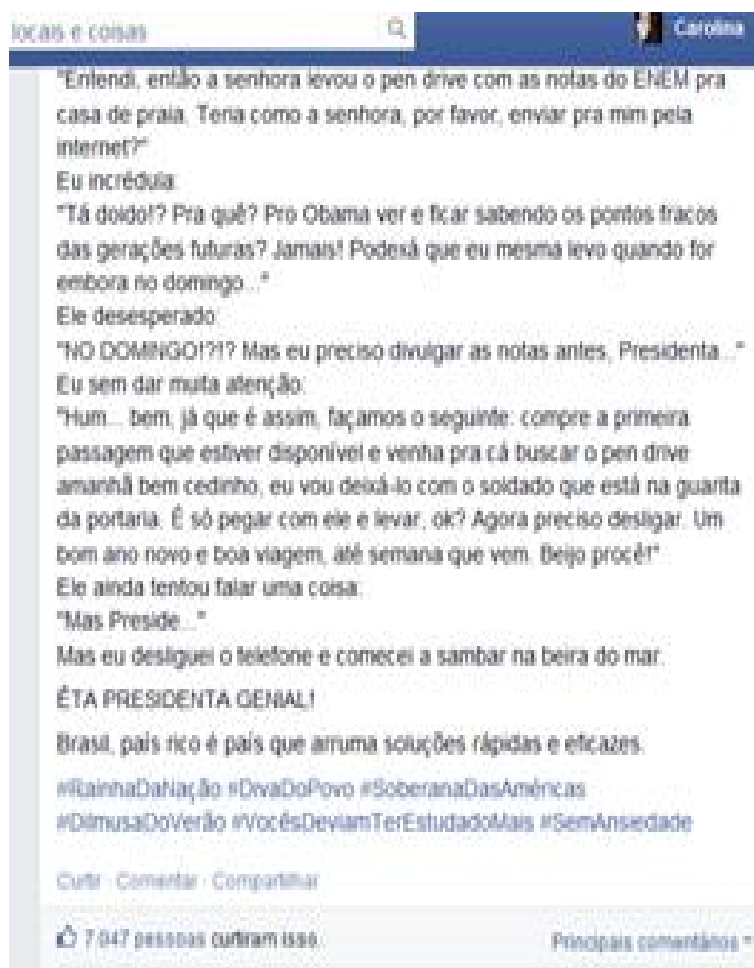 locais e coisas
Carolina
"Entendi, então a senhora levou o pen drive com as notas do ENEM pra
casa de praia. Teria como a senhora, por favor, enviar pra mim pela
internet?"
Eu incrédula:
"Tá doido!? Pra quê? Pro Obama ver e ficar sabendo os pontos fracos
das gerações futuras? Jamais! Podexá que eu mesma levo quando for
embora no domingo..."
Ele desesperado:
"NO DOMINGO!?!? Mas eu preciso divulgar as notas antes, Presidenta..."
Eu sem dar muita atenção:
"Hum... bem, já que é assim, façamos o seguinte: compre a primeira
passagem que estiver disponível e venha pra cá buscar o pen drive
amanhã bem cedinho, eu vou deixá-lo com o soldado que está na guarita
da portaria. É só pegar com ele e levar, ok? Agora preciso desligar. Um
bom ano novo e boa viagem, até semana que vem. Beijo procê!"
Ele ainda tentou falar uma coisa:
"Mas Preside..."
Mas eu desliguei o telefone e comecei a sambar na beira do mar.
ÊTA PRESIDENTA GENIAL!
Brasil, país rico é país que arruma soluções rápidas e eficazes.
#RainhaDaNação #DivaDoPovo #SoberanaDasAméricas
#DilmusaDoVerão #VocêsDeviamTerEstudadoMais #SemAnsiedade
Curtir · Comentar · Compartilhar
7.047 pessoas curtiram isso.
Principais comentários